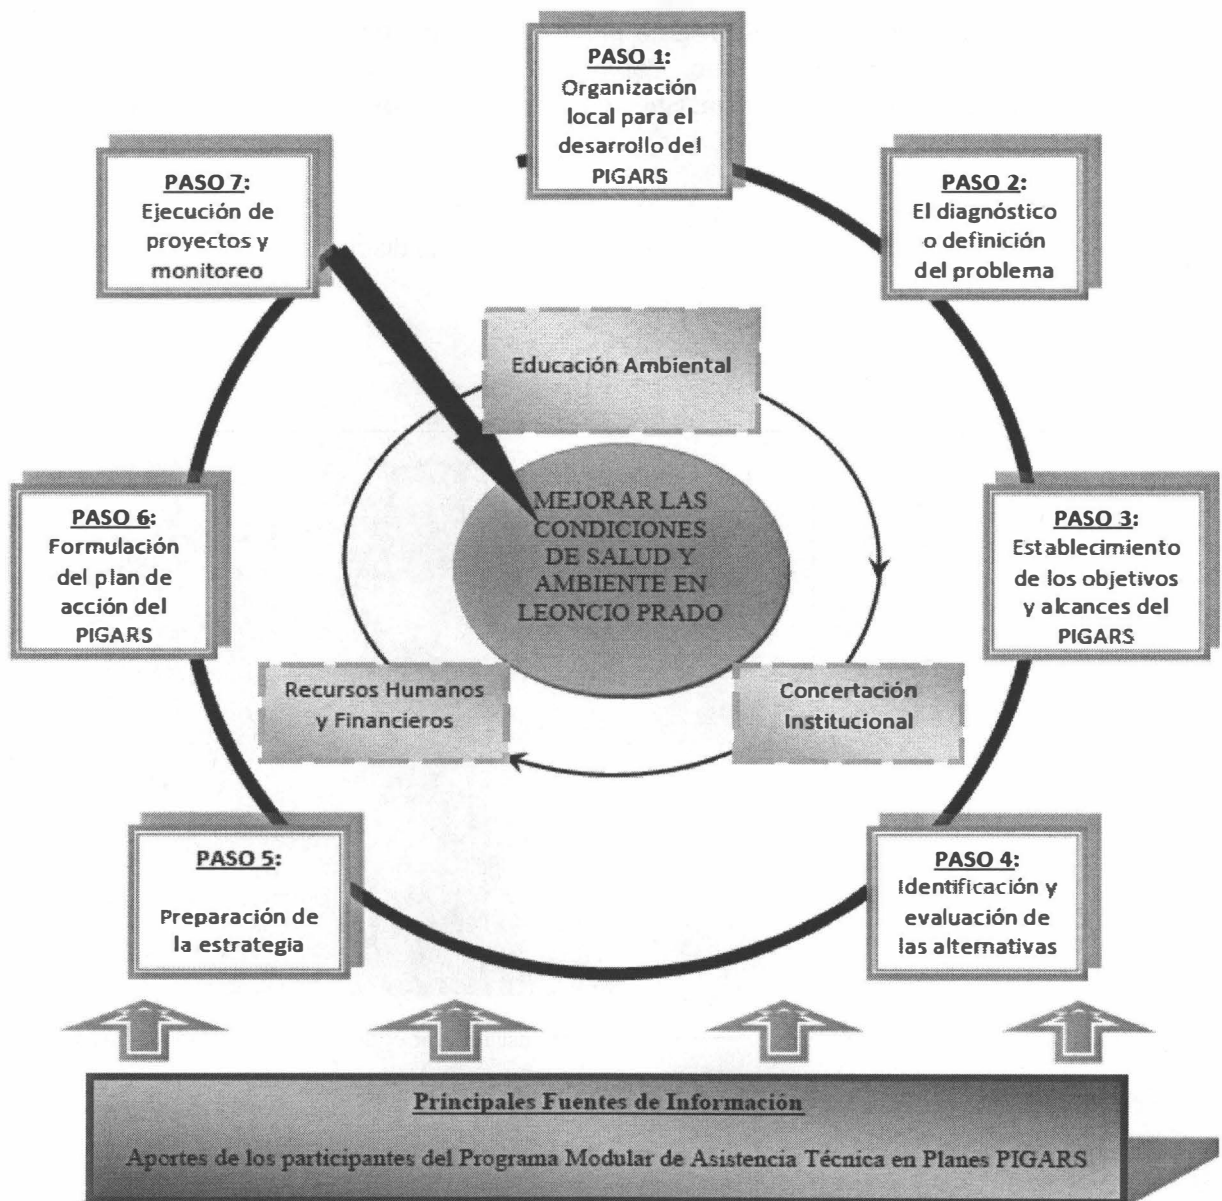 PASO 1:
Organización
local para el
desarrollo del
PIGARS
PASO 2:
El diagnóstico
o definición
del problema
PASO 3:
Establecimiento
de los objetivos
y alcances del
PIGARS
PASO 4:
Identificación y
evaluación de
las alternativas
PASO 5:
Preparación de
la estrategia
PASO 6:
Formulación
del plan de
acción del
PIGARS
PASO 7:
Ejecución de
proyectos y
monitoreo
Educación Ambiental
MEJORAR LAS
CONDICIONES
DE SALUD Y
AMBIENTE EN
LEONCIO PRADO
Concertación
Institucional
Recursos Humanos
y Financieros
Principales Fuentes de Información
Aportes de los participantes del Programa Modular de Asistencia Técnica en Planes PIGARS